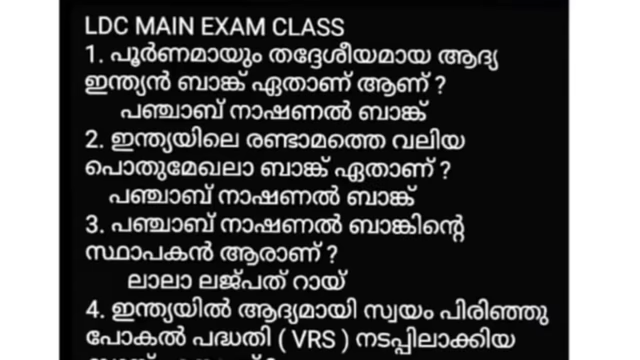 LDC MAIN EXAM CLASS
1. പൂർണമായും തദ്ദേശീയമായ ആദ്യ
ഇന്ത്യൻ ബാങ്ക് ഏതാണ് ആണ് ?
പഞ്ചാബ് നാഷണൽ ബാങ്ക്
2. ഇന്ത്യയിലെ രണ്ടാമത്തെ വലിയ
പൊതുമേഖലാ ബാങ്ക് ഏതാണ് ?
പഞ്ചാബ് നാഷണൽ ബാങ്ക്
3. പഞ്ചാബ് നാഷണൽ ബാങ്കിന്റെ
സ്ഥാപകൻ ആരാണ് ?
ലാലാ ലജ്പത് റായ്
4. ഇന്ത്യയിൽ ആദ്യമായി സ്വയം പിരിഞ്ഞു
പോകൽ പദ്ധതി ( VRS ) നടപ്പിലാക്കിയ